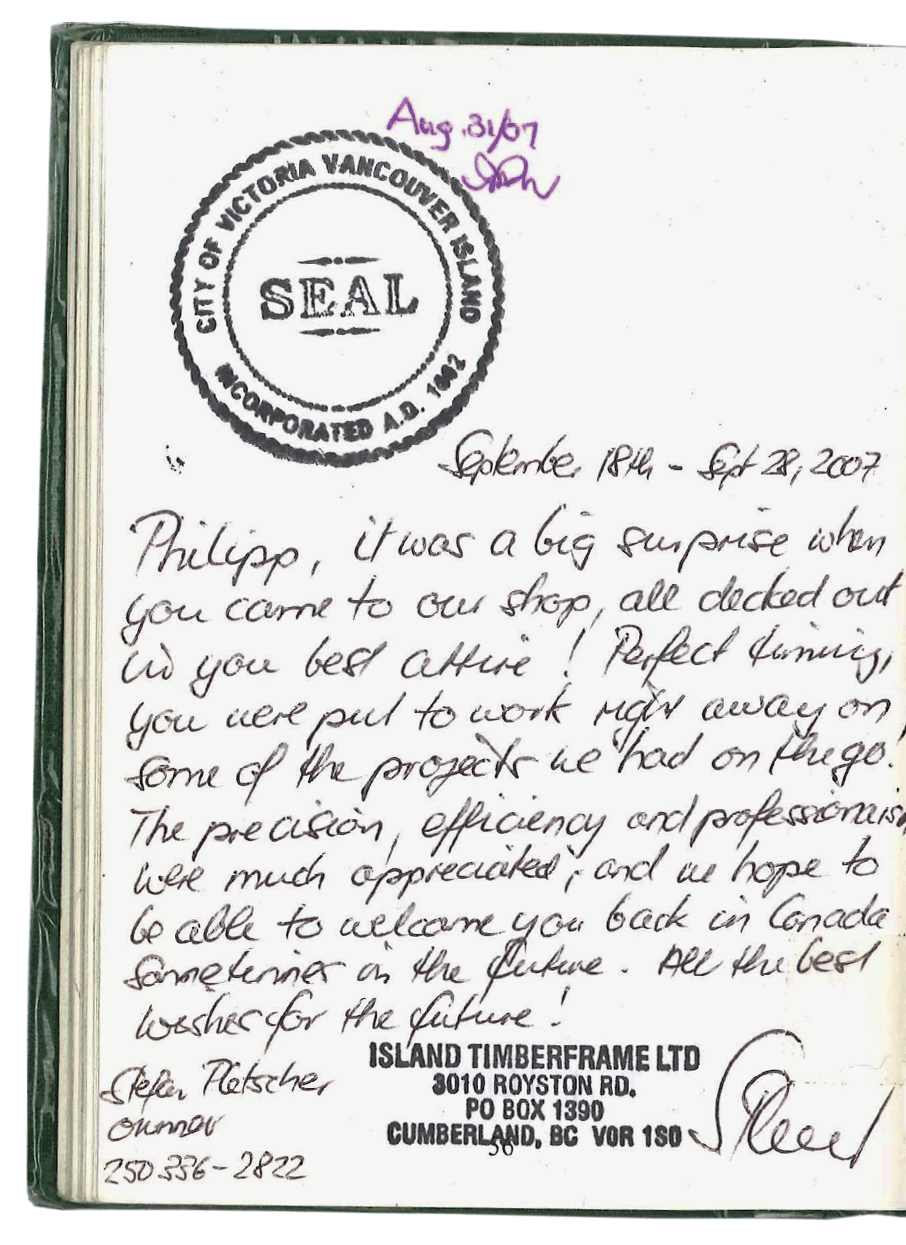 Aug.31/07
CITY OF VICTORIA VANCOUVER ISLAND
SEAL
INCORPORATED A.D. 1862
September 18th - Sept 28, 2007
Philipp, it was a big surprise when
you came to our shop, all decked out
in you best attire! Perfect timing,
you were put to work right away on
some of the projects we had on the go!
The precision, efficiency and professionalism
were much appreciated, and we hope to
be able to welcome you back in Canada
sometimes in the future. All the best
wishes for the future!
ISLAND TIMBERFRAME LTD
3010 ROYSTON RD.
PO BOX 1390
CUMBERLAND, BC V0R 1S0
Stefan Pletscher
owner
250 336-2822
56